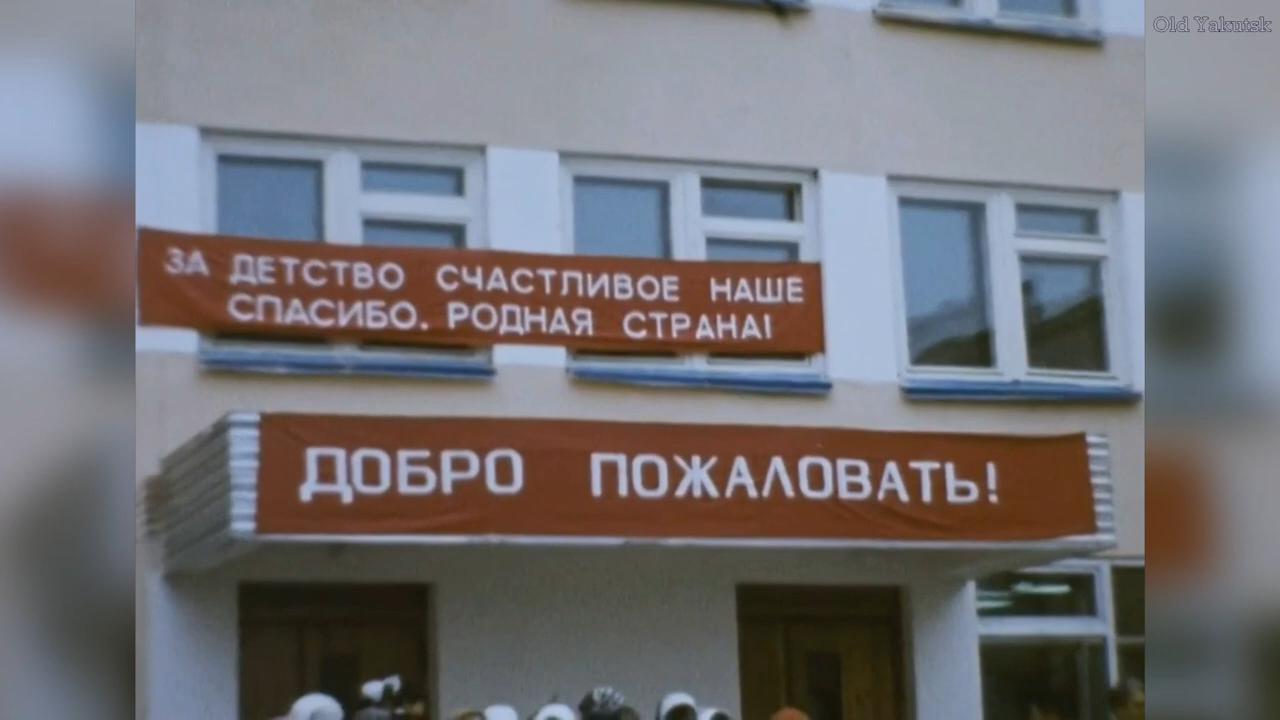 Old Yakutsk
ЗА ДЕТСТВО СЧАСТЛИВОЕ НАШЕ
СПАСИБО. РОДНАЯ СТРАНА!
ДОБРО ПОЖАЛОВАТЬ!